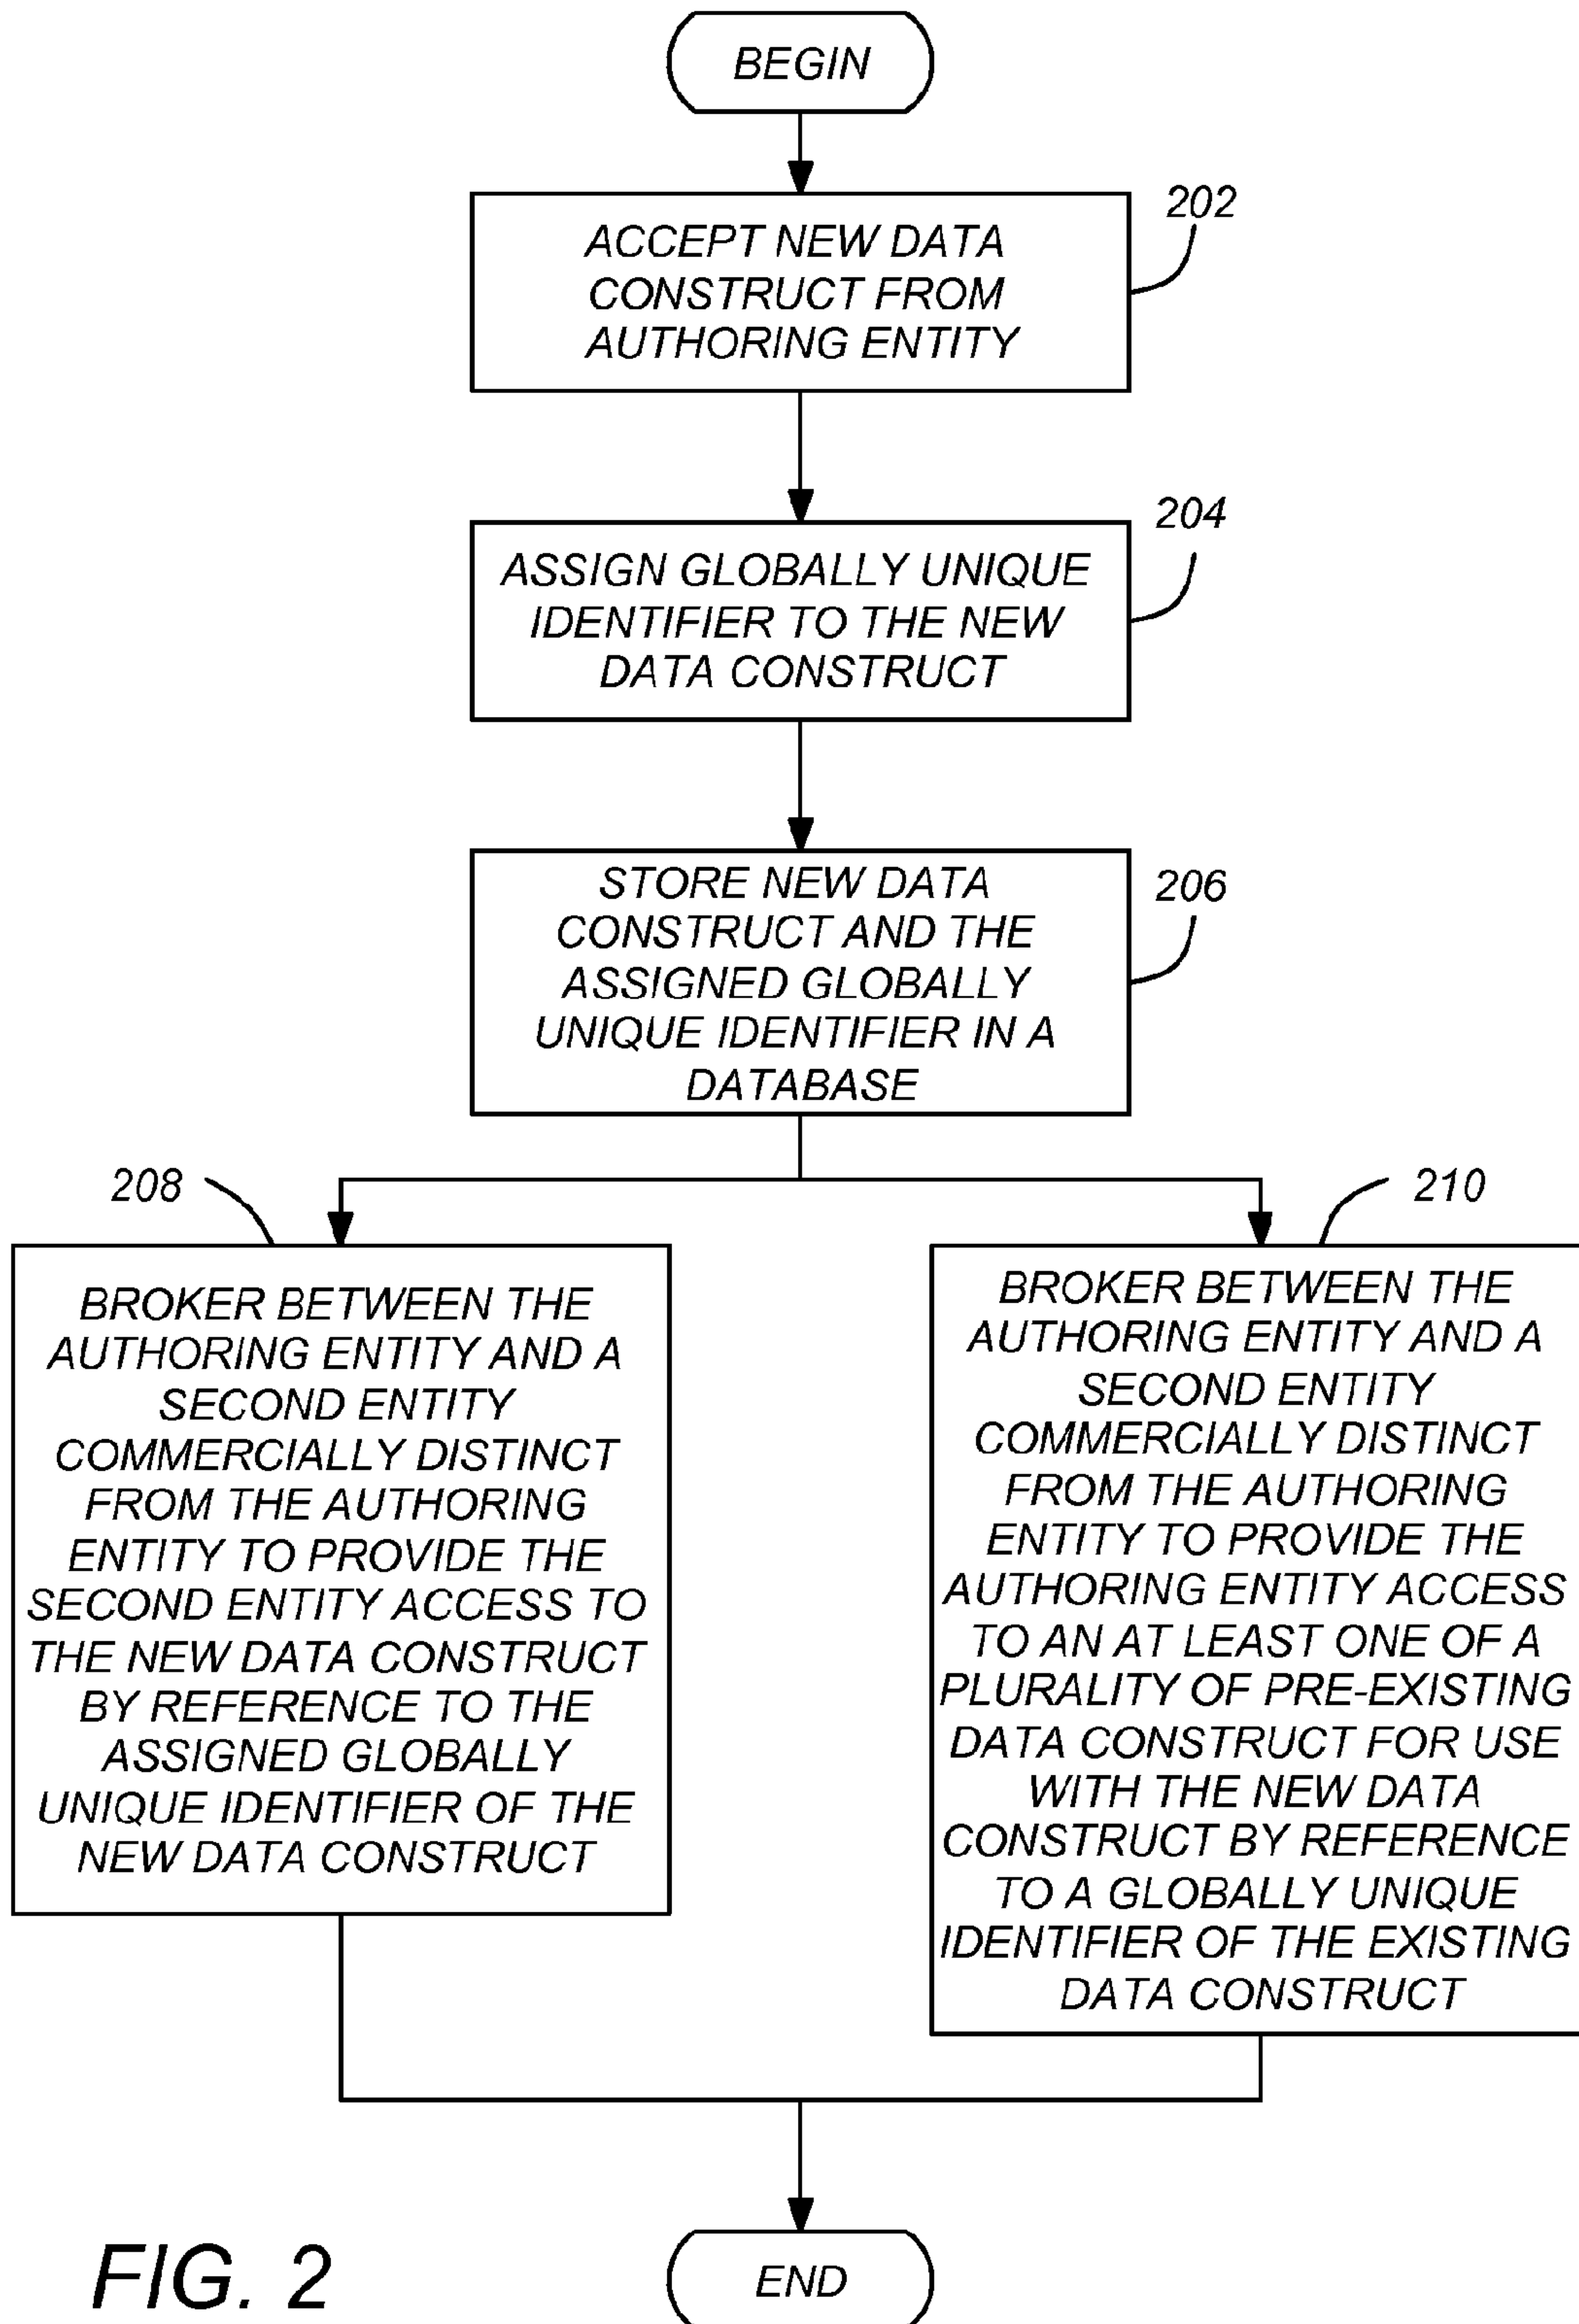 BEGIN
202
ACCEPT NEW DATA
CONSTRUCT FROM
AUTHORING ENTITY
204
ASSIGN GLOBALLY UNIQUE
IDENTIFIER TO THE NEW
DATA CONSTRUCT
206
STORE NEW DATA
CONSTRUCT AND THE
ASSIGNED GLOBALLY
UNIQUE IDENTIFIER IN A
DATABASE
208
BROKER BETWEEN THE
AUTHORING ENTITY AND A
SECOND ENTITY
COMMERCIALLY DISTINCT
FROM THE AUTHORING
ENTITY TO PROVIDE THE
SECOND ENTITY ACCESS TO
THE NEW DATA CONSTRUCT
BY REFERENCE TO THE
ASSIGNED GLOBALLY
UNIQUE IDENTIFIER OF THE
NEW DATA CONSTRUCT
210
BROKER BETWEEN THE
AUTHORING ENTITY AND A
SECOND ENTITY
COMMERCIALLY DISTINCT
FROM THE AUTHORING
ENTITY TO PROVIDE THE
AUTHORING ENTITY ACCESS
TO AN AT LEAST ONE OF A
PLURALITY OF PRE-EXISTING
DATA CONSTRUCT FOR USE
WITH THE NEW DATA
CONSTRUCT BY REFERENCE
TO A GLOBALLY UNIQUE
IDENTIFIER OF THE EXISTING
DATA CONSTRUCT
END
FIG. 2